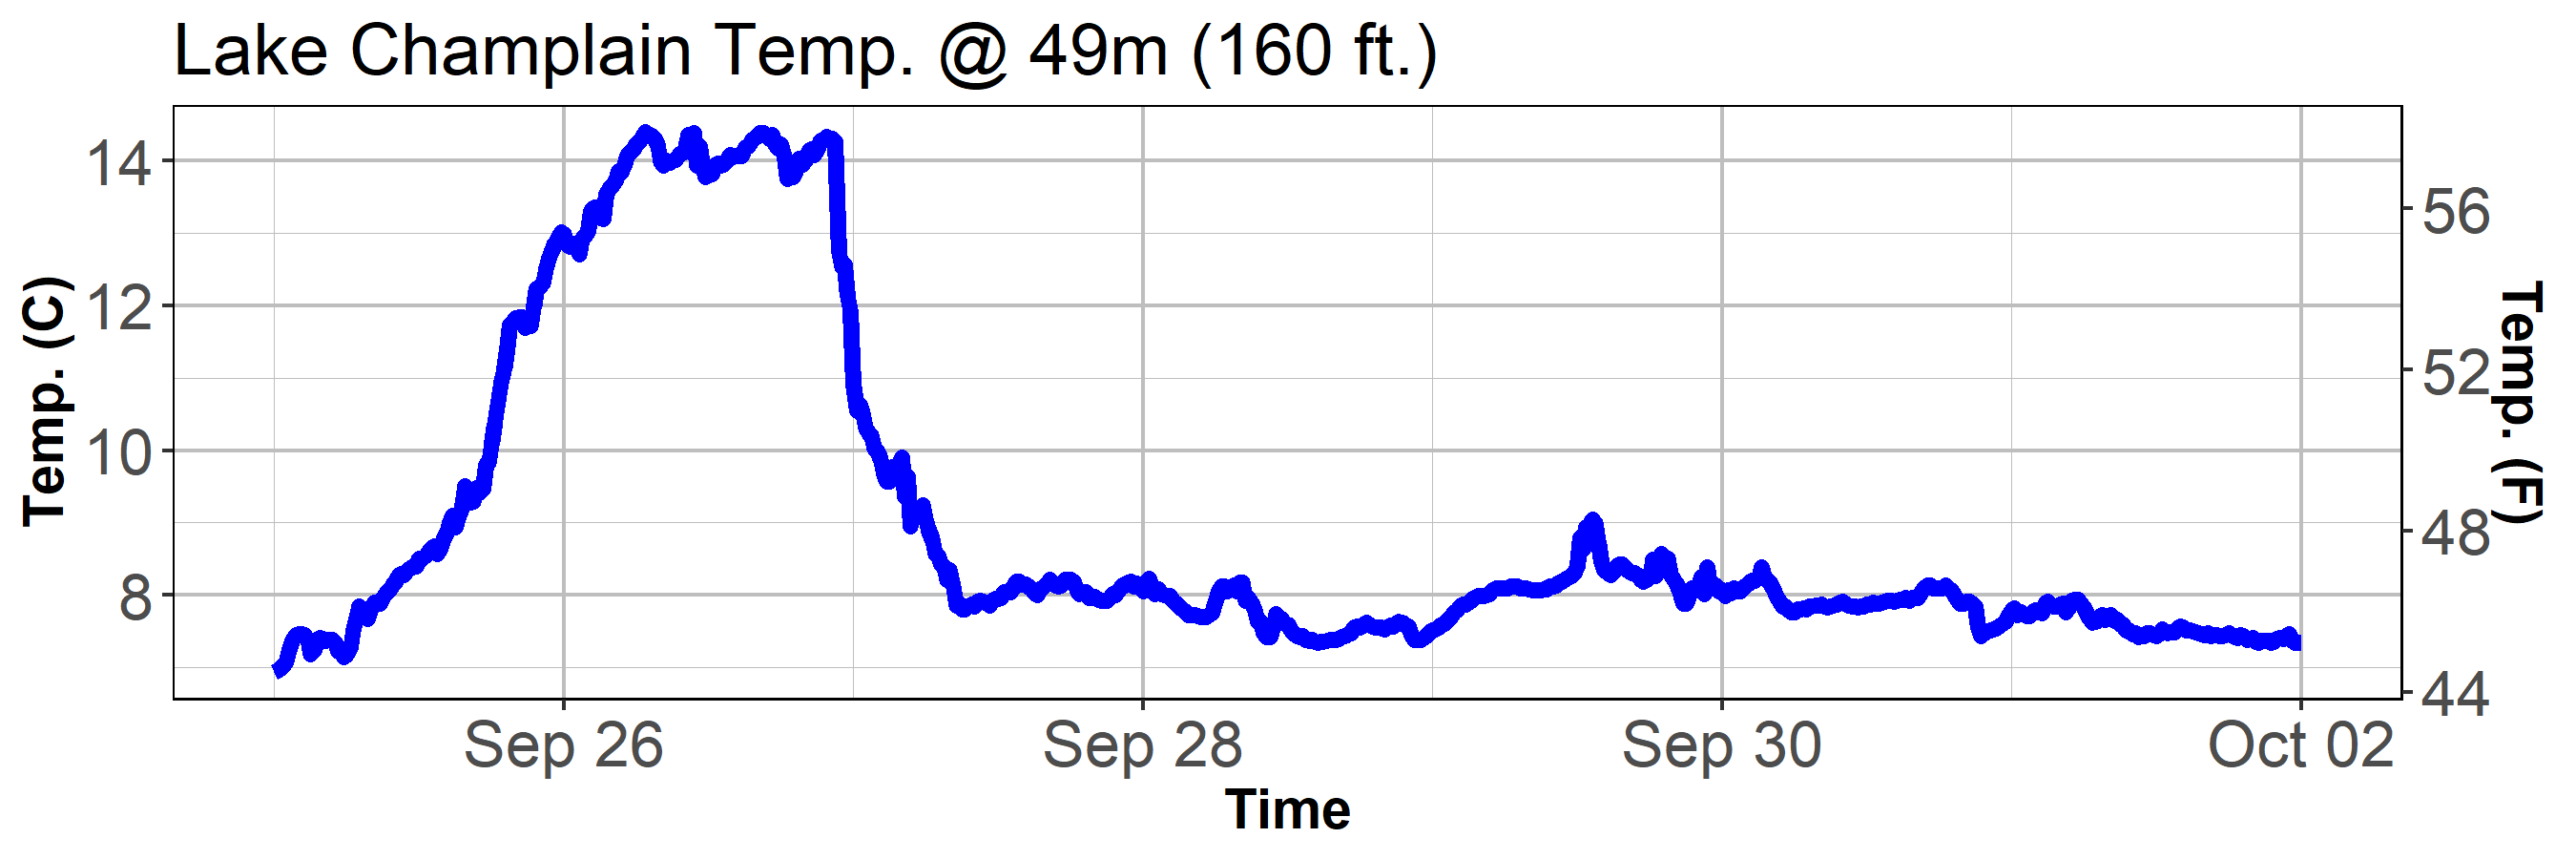 Lake Champlain Temp. @ 49m (160 ft.)
Temp. (C)
14
12
10
8
56
52
48
44
Temp. (F)
Sep 26 Sep 28 Sep 30 Oct 02
Time